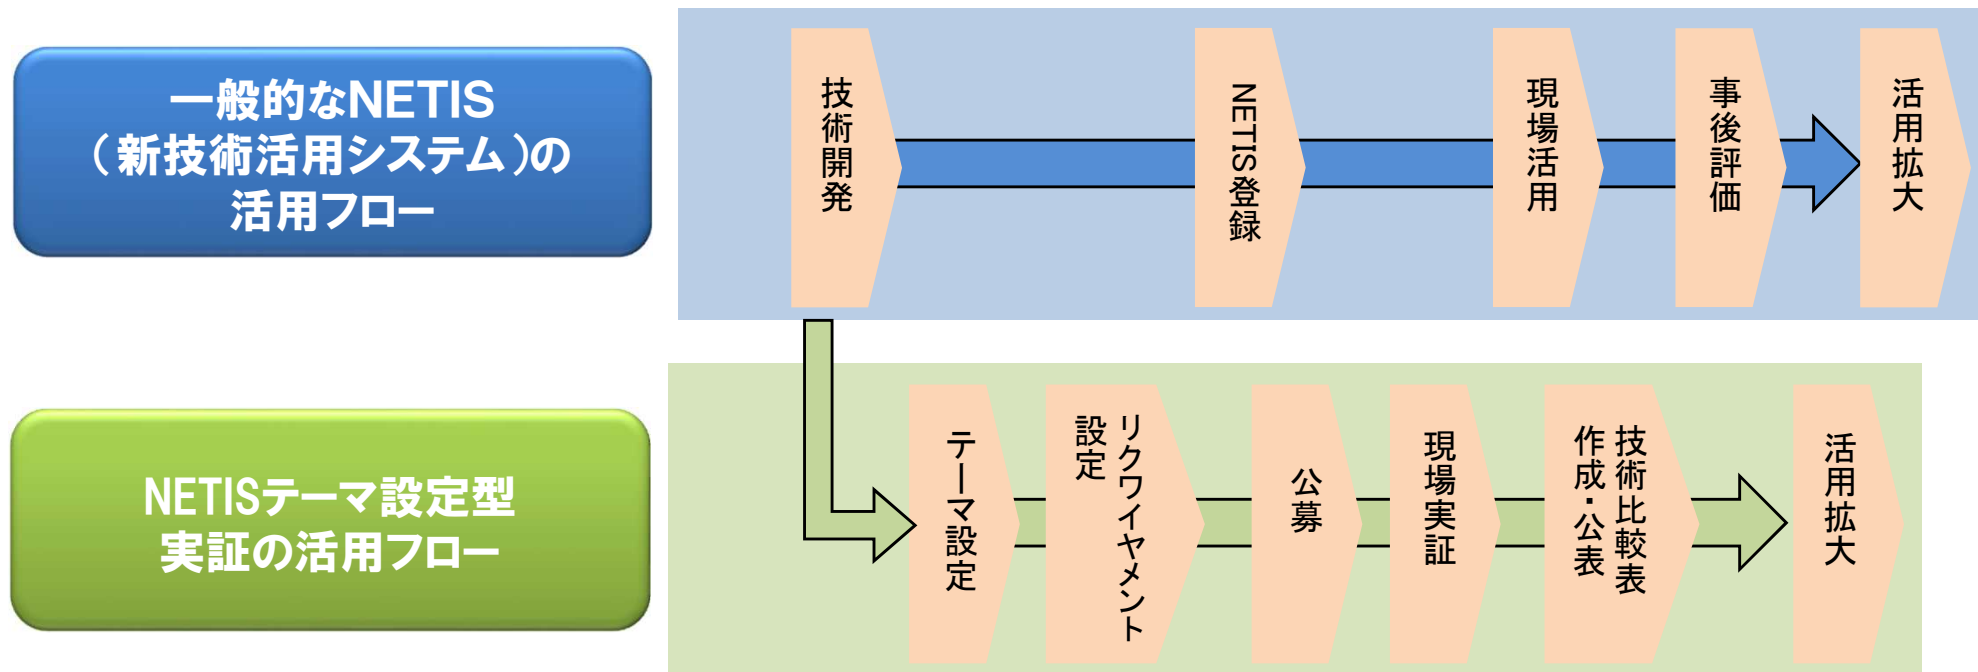 一般的なNETIS
（新技術活用システム）の
活用フロー
技術開発
NETIS登録
現場活用
事後評価
活用拡大
NETISテーマ設定型
実証の活用フロー
テーマ設定
リクワイヤメント
設定
公募
現場実証
技術比較表
作成・公表
活用拡大